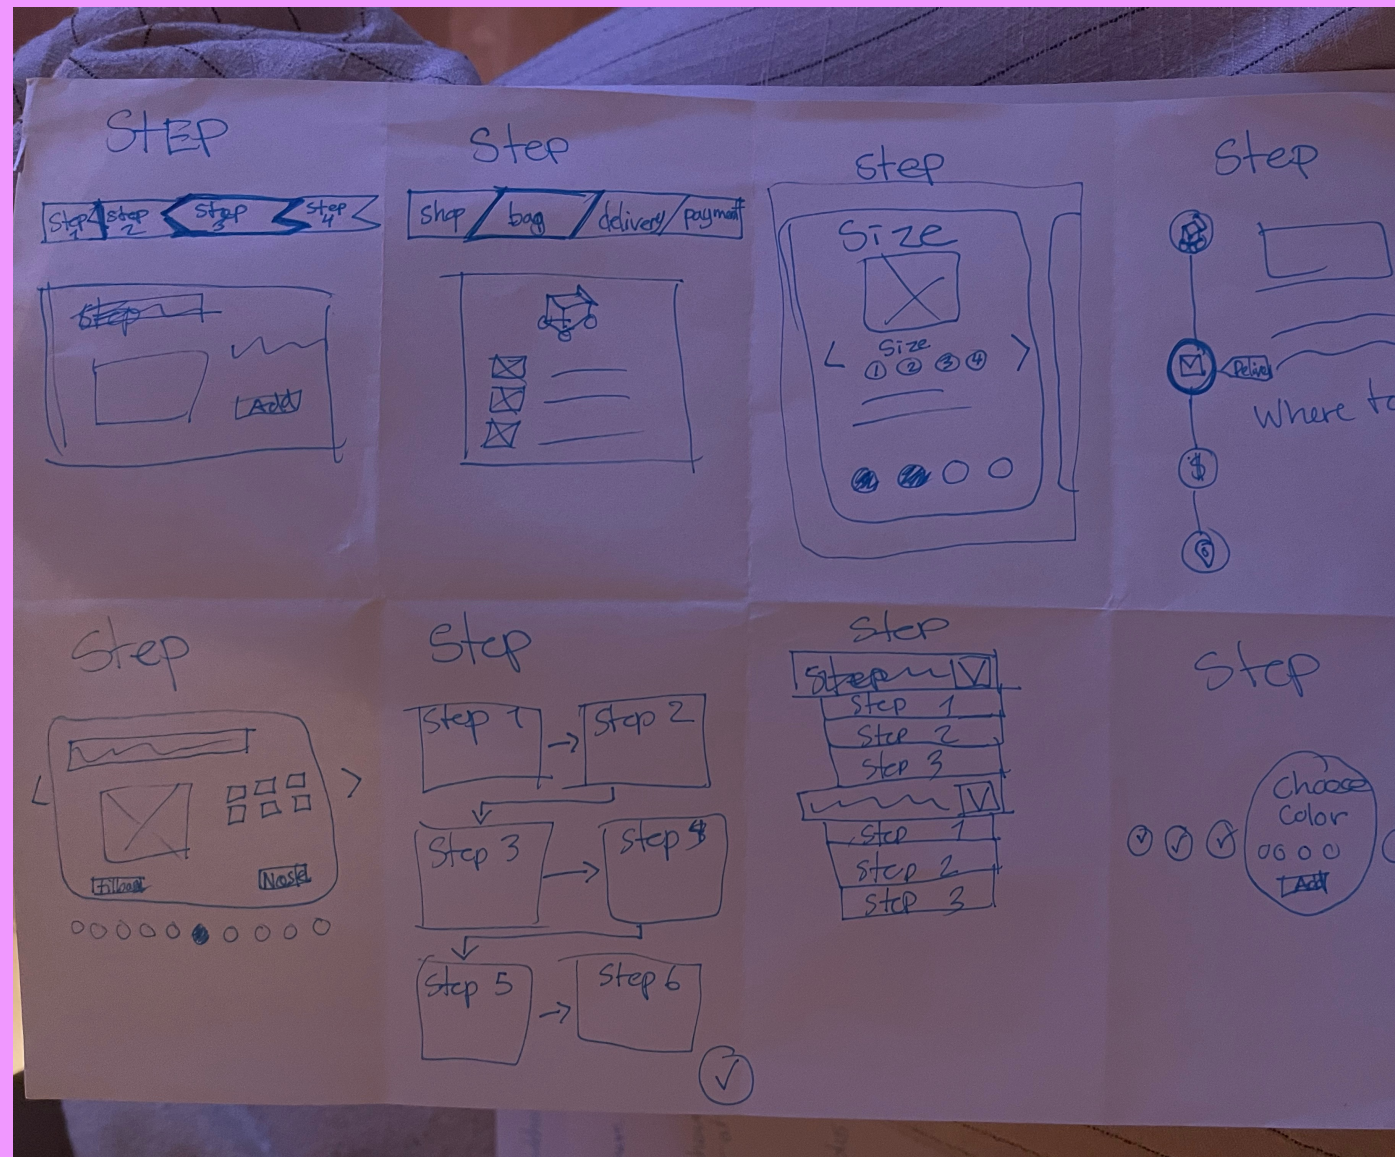 StEP
Step 1
step 2
step 3
step 4
Step
Add
Step
shop
bag
delivery
payment
step
Size
Size
1 2 3 4
Step
$
Where to
Step
Step
Step 1
Step 2
Step 3
Step 4
Step 5
Step 6
Step
Step
Step 1
Step 2
Step 3
Step 1
Step 2
Step 3
Step
Choose
Color
Add